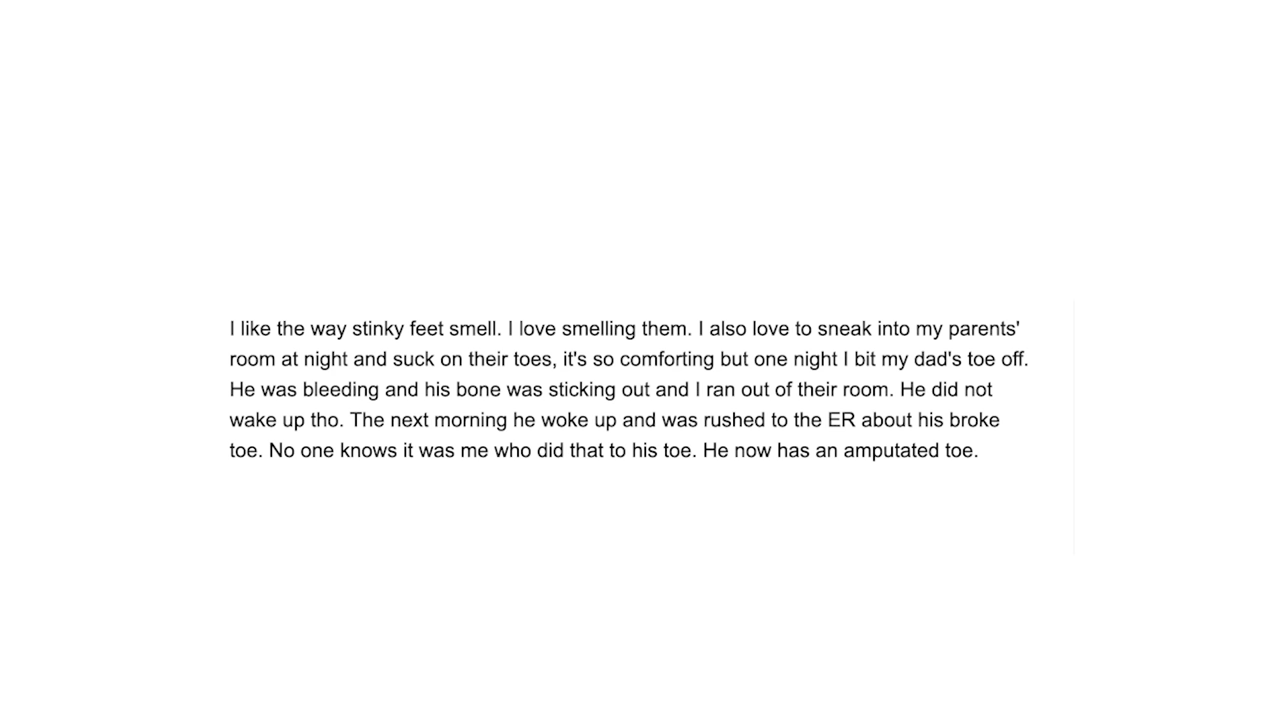 I like the way stinky feet smell. I love smelling them. I also love to sneak into my parents'
room at night and suck on their toes, it's so comforting but one night I bit my dad's toe off.
He was bleeding and his bone was sticking out and I ran out of their room. He did not
wake up tho. The next morning he woke up and was rushed to the ER about his broke
toe. No one knows it was me who did that to his toe. He now has an amputated toe.